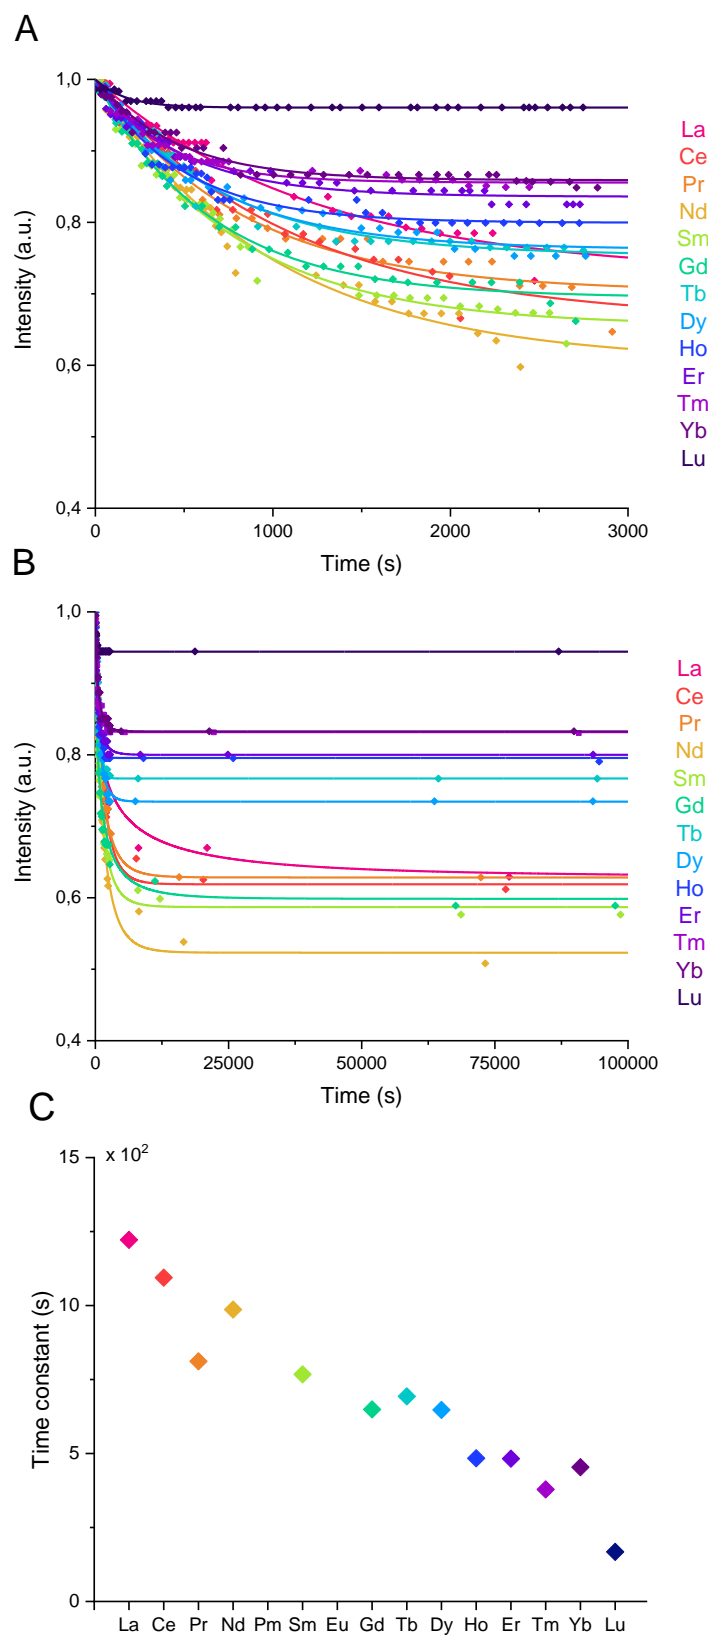 A
1,0
0,8
0,6
0,4
Intensity (a.u.)
0 1000 2000 3000
Time (s)
La
Ce
Pr
Nd
Sm
Gd
Tb
Dy
Ho
Er
Tm
Yb
Lu
B
1,0
0,8
0,6
0,4
Intensity (a.u.)
0 25000 50000 75000 100000
Time (s)
La
Ce
Pr
Nd
Sm
Gd
Tb
Dy
Ho
Er
Tm
Yb
Lu
C
x 10²
15
10
5
0
Time constant (s)
La Ce Pr Nd Pm Sm Eu Gd Tb Dy Ho Er Tm Yb Lu